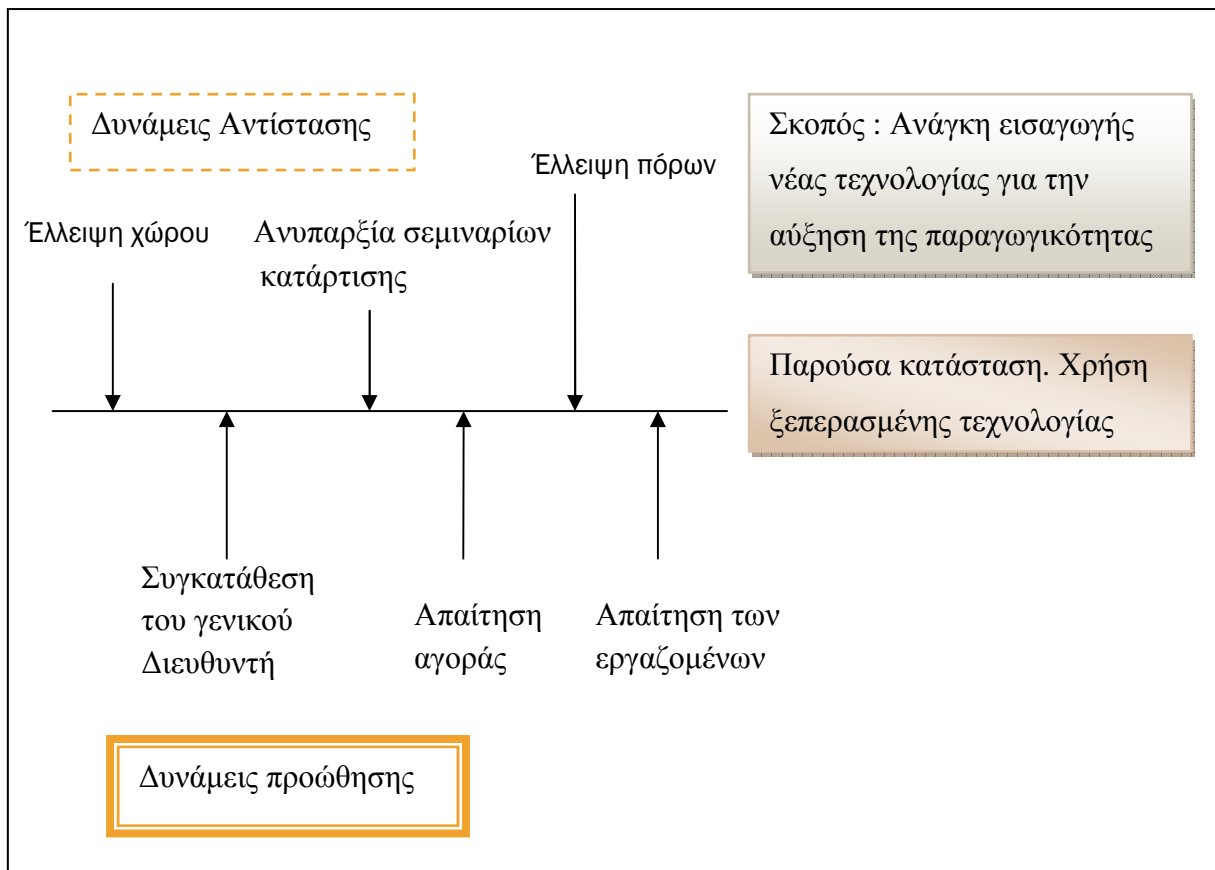 Δυνάμεις Αντίστασης
Σκοπός : Ανάγκη εισαγωγής
νέας τεχνολογίας για την
αύξηση της παραγωγικότητας
Έλλειψη πόρων
Έλλειψη χώρου
Ανυπαρξία σεμιναρίων
κατάρτισης
Παρούσα κατάσταση. Χρήση
ξεπερασμένης τεχνολογίας
Συγκατάθεση
του γενικού
Διευθυντή
Απαίτηση
αγοράς
Απαίτηση των
εργαζομένων
Δυνάμεις προώθησης